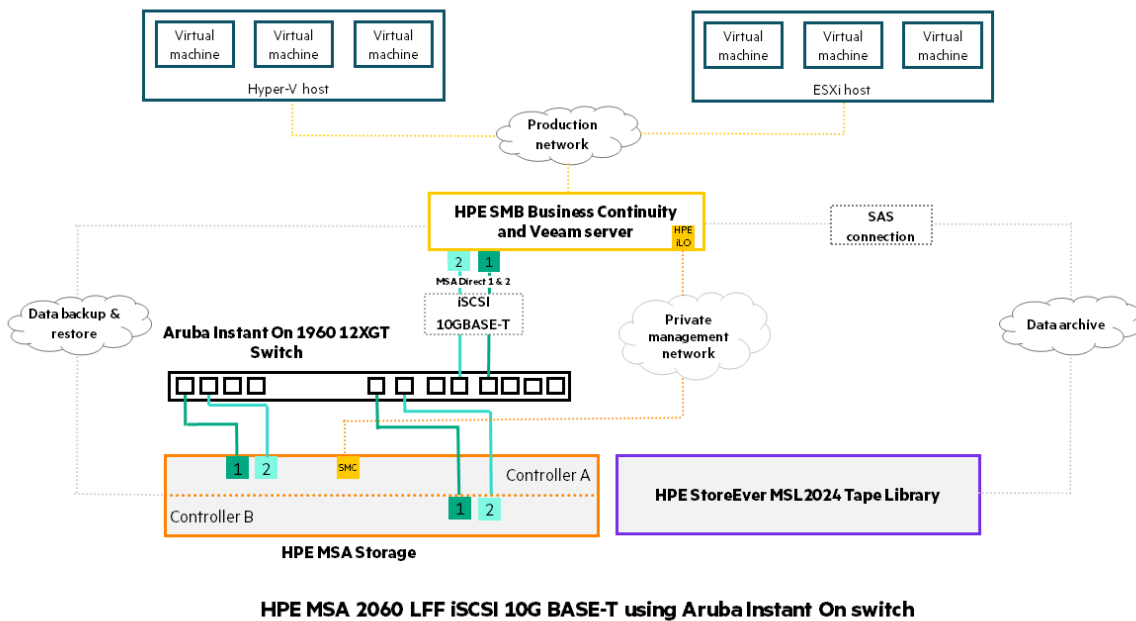 Virtual machine
Virtual machine
Virtual machine
Hyper-V host
Virtual machine
Virtual machine
Virtual machine
ESXi host
Production
network
HPE SMB Business Continuity
and Veeam server
HPE
iLO
SAS
connection
2
1
MSA Direct 1 & 2
iSCSI
10GBASE-T
Data backup &
restore
Aruba Instant On 1960 12XGT
Switch
Private
management
network
Data archive
1
2
SMC
Controller A
Controller B
1
2
HPE MSA Storage
HPE StoreEver MSL2024 Tape Library
HPE MSA 2060 LFF iSCSI 10G BASE-T using Aruba Instant On switch